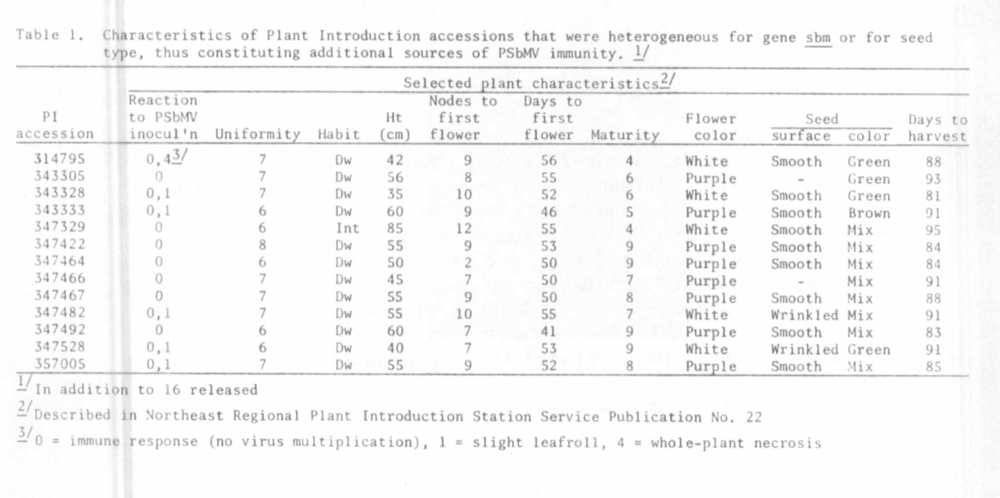 Table 1. Characteristics of Plant Introduction accessions that were heterogeneous for gene sbm or for seed
type, thus constituting additional sources of PSbMV immunity. 1/
Selected plant characteristics2/
Reaction Nodes to Days to
PI to PSbMV Ht first first Flower Seed Days to
accession inocul'n Uniformity Habit (cm) flower flower Maturity color surface color harvest
314795 0,43/ 7 Dw 42 9 56 4 White Smooth Green 88
343305 0 7 Dw 56 8 55 6 Purple - Green 93
343328 0,1 7 Dw 35 10 52 6 White Smooth Green 81
343333 0,1 6 Dw 60 9 46 5 Purple Smooth Brown 91
347329 0 6 Int 85 12 55 4 White Smooth Mix 95
347422 0 8 Dw 55 9 53 9 Purple Smooth Mix 84
347464 0 6 Dw 50 2 50 9 Purple Smooth Mix 84
347466 0 7 Dw 45 7 50 7 Purple - Mix 91
347467 0 7 Dw 55 9 50 8 Purple Smooth Mix 88
347482 0,1 7 Dw 55 10 55 7 White Wrinkled Mix 91
347492 0 6 Dw 60 7 41 9 Purple Smooth Mix 83
347528 0,1 6 Dw 40 7 53 9 White Wrinkled Green 91
357005 0,1 7 Dw 55 9 52 8 Purple Smooth Mix 85
1/ In addition to 16 released
2/ Described in Northeast Regional Plant Introduction Station Service Publication No. 22
3/ 0 = immune response (no virus multiplication), 1 = slight leafroll, 4 = whole-plant necrosis